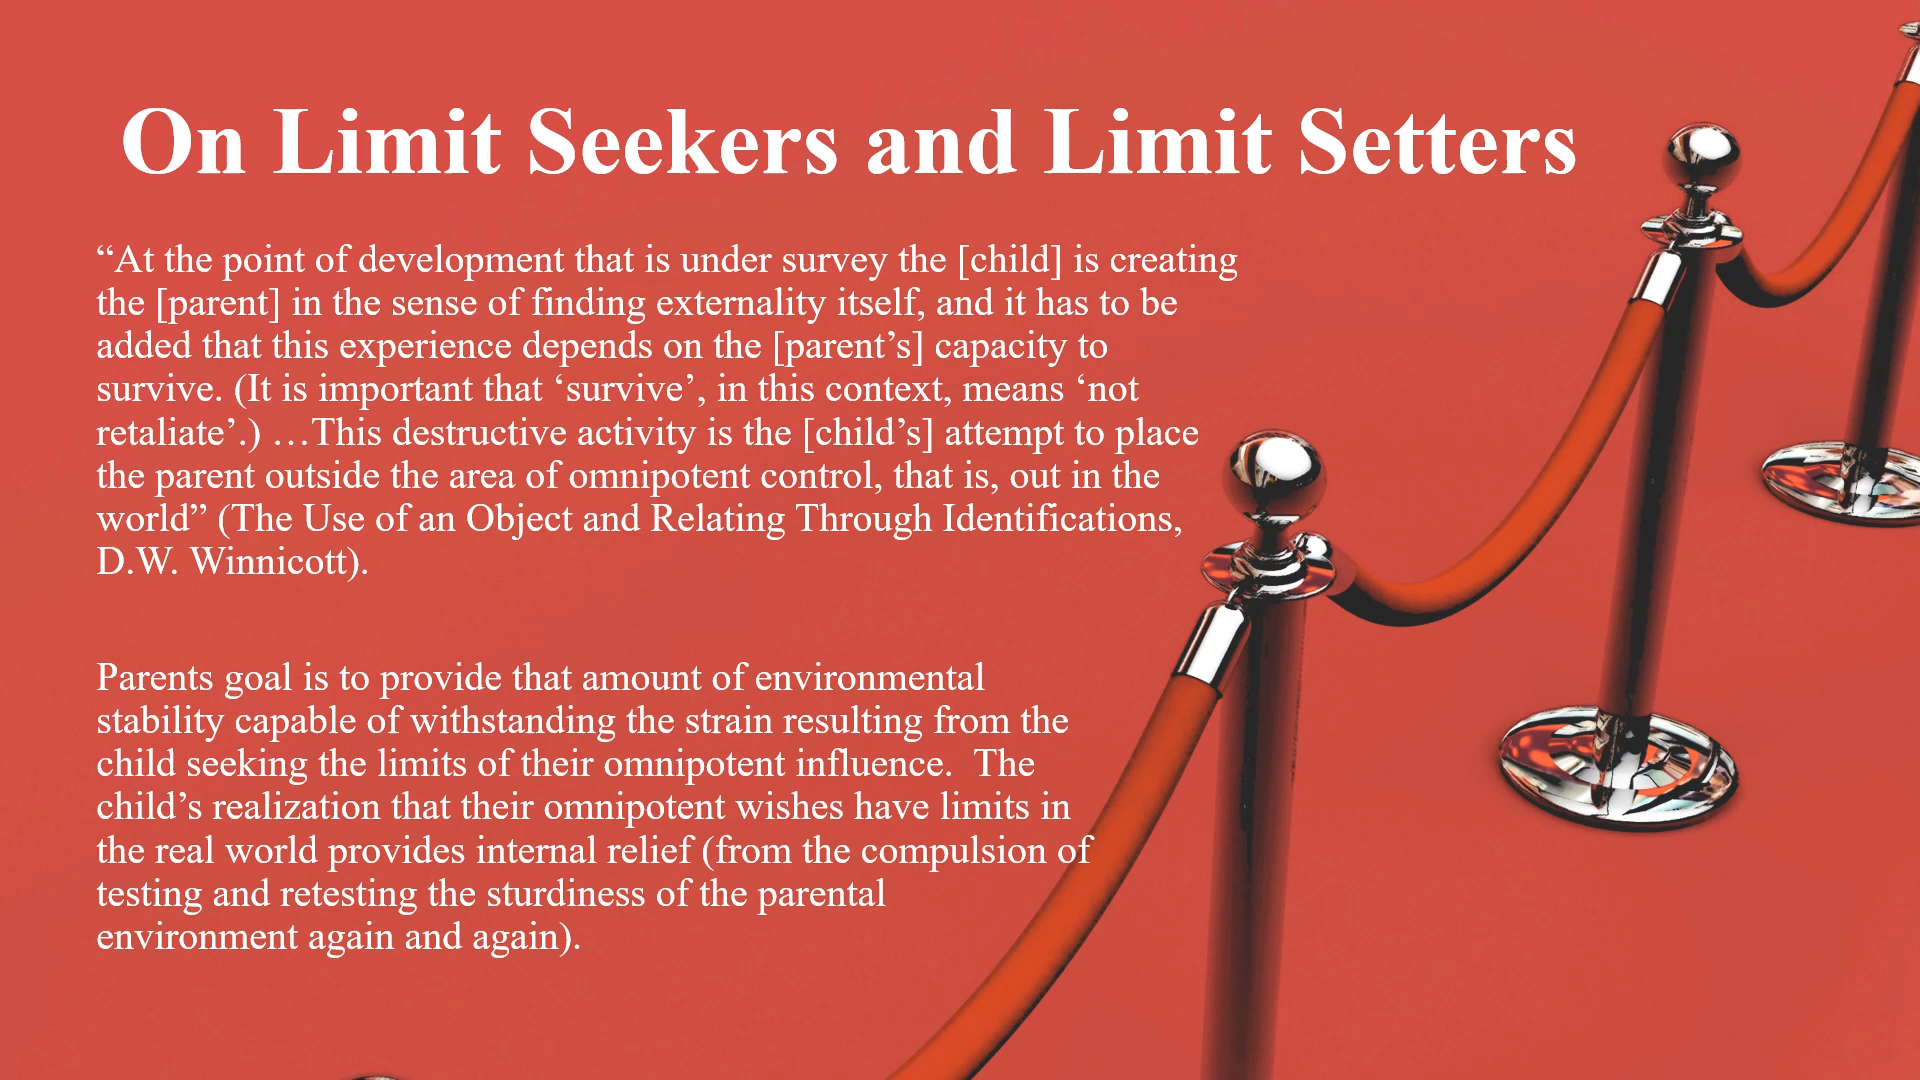 On Limit Seekers and Limit Setters
“At the point of development that is under survey the [child] is creating
the [parent] in the sense of finding externality itself, and it has to be
added that this experience depends on the [parent’s] capacity to
survive. (It is important that ‘survive’, in this context, means ‘not
retaliate’.) …This destructive activity is the [child’s] attempt to place
the parent outside the area of omnipotent control, that is, out in the
world” (The Use of an Object and Relating Through Identifications,
D.W. Winnicott).
Parents goal is to provide that amount of environmental
stability capable of withstanding the strain resulting from the
child seeking the limits of their omnipotent influence.  The
child’s realization that their omnipotent wishes have limits in
the real world provides internal relief (from the compulsion of
testing and retesting the sturdiness of the parental
environment again and again).